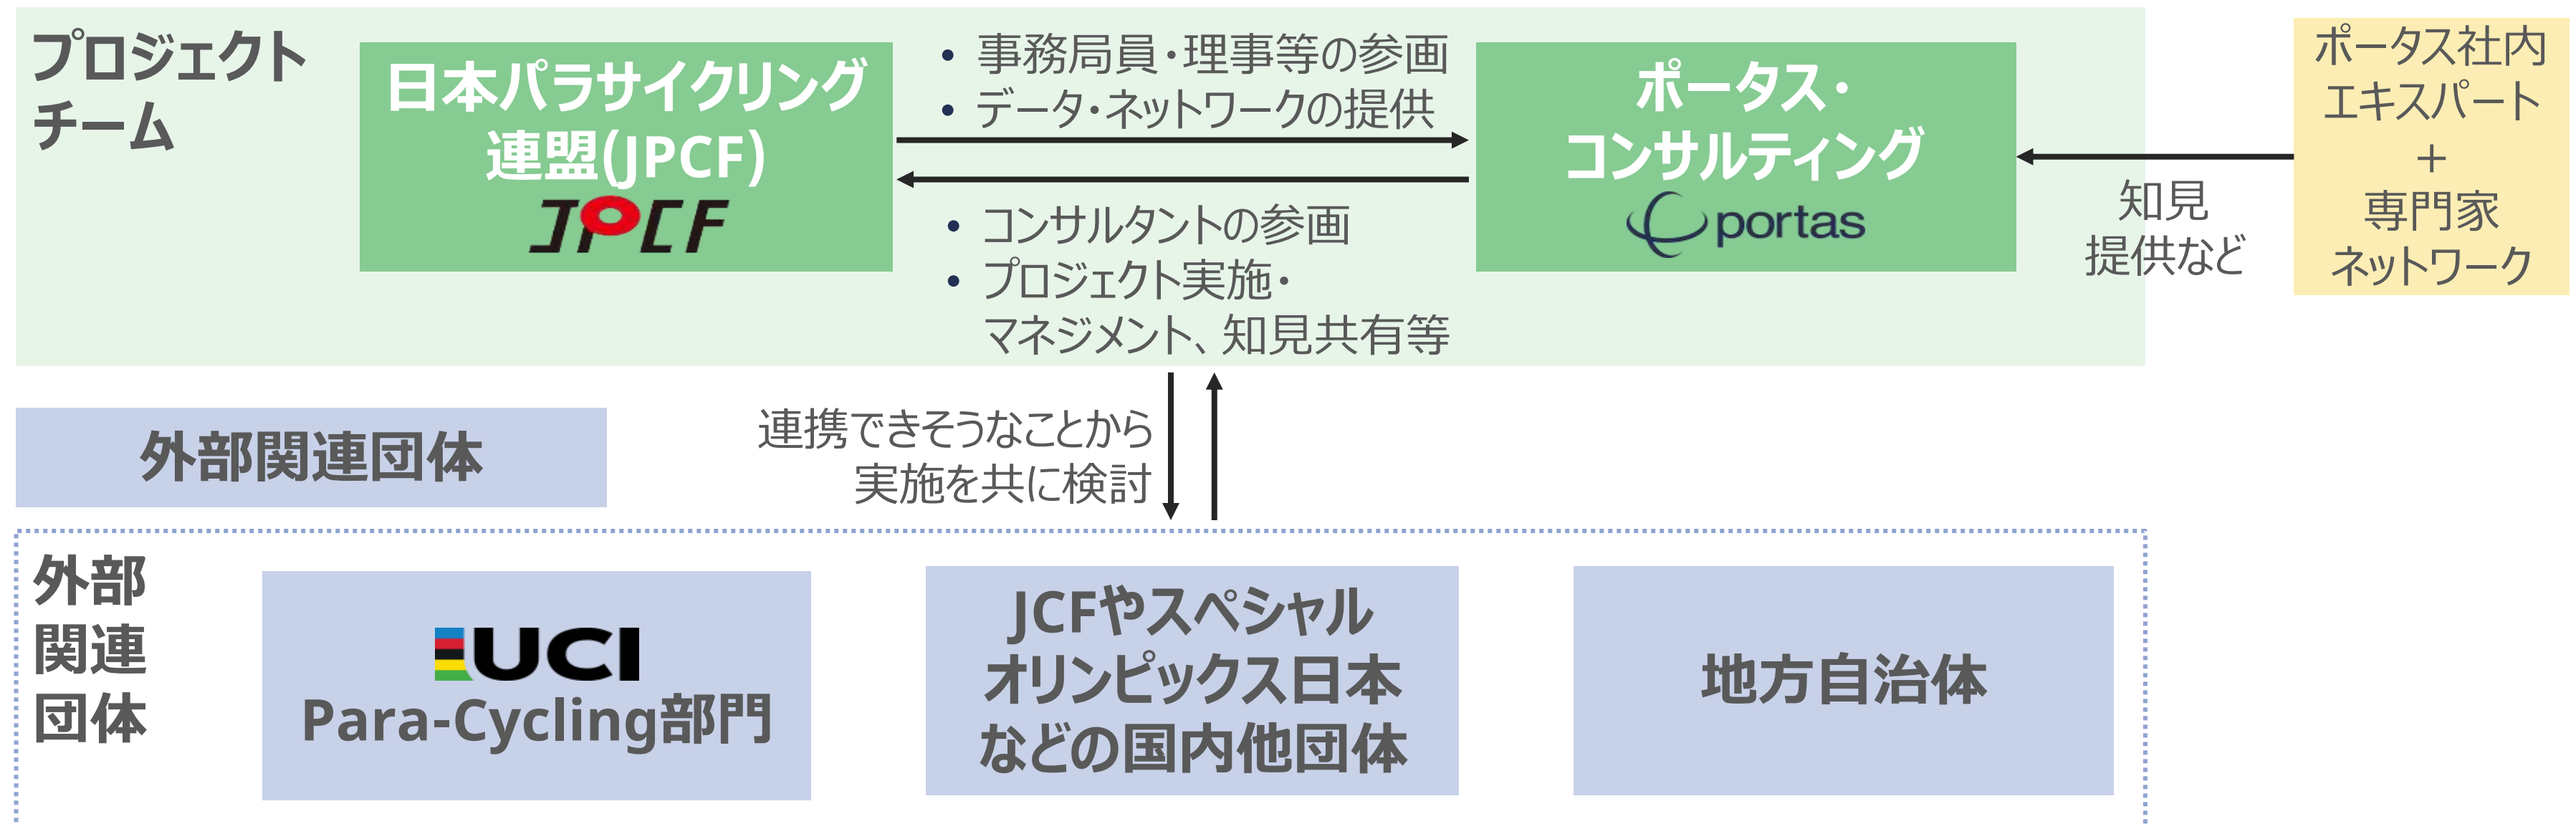 プロジェクト
チーム
日本パラサイクリング
連盟(JPCF)
JPCF
• 事務局員・理事等の参画
• データ・ネットワークの提供
• コンサルタントの参画
• プロジェクト実施・
マネジメント、知見共有等
ポータス・
コンサルティング
portas
知見
提供など
ポータス社内
エキスパート
+
専門家
ネットワーク
連携できそうなことから
実施を共に検討
外部関連団体
外部
関連
団体
UCI
Para-Cycling部門
JCFやスペシャル
オリンピックス日本
などの国内他団体
地方自治体